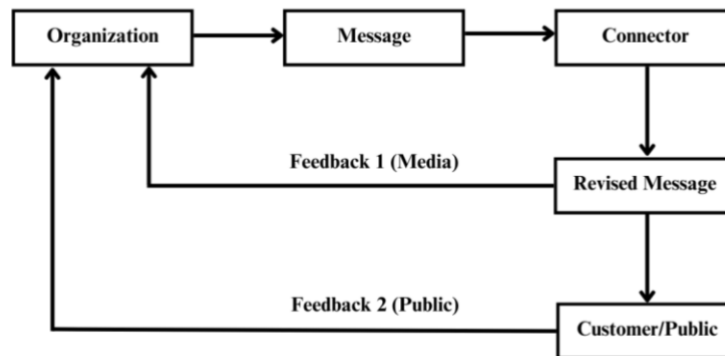 Organization
Message
Connector
Feedback 1 (Media)
Revised Message
Feedback 2 (Public)
Customer/Public